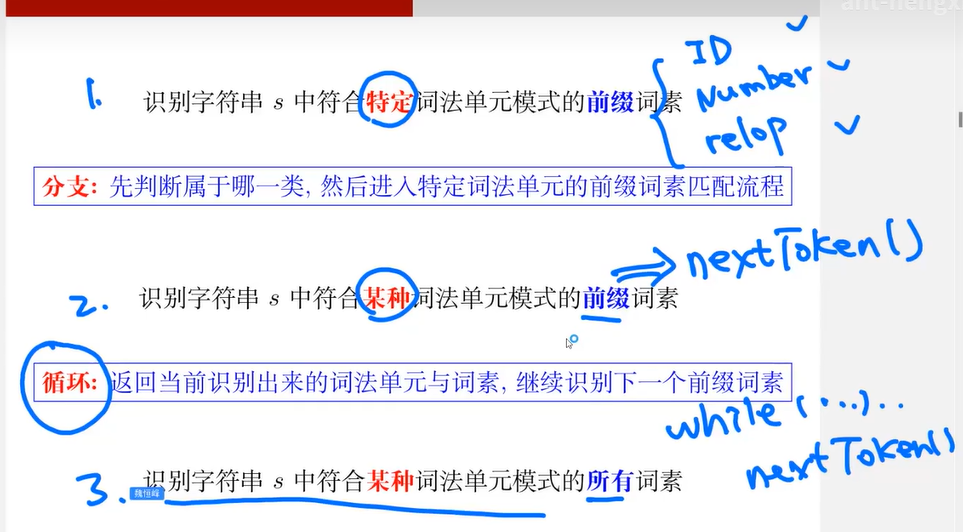 ant-hengx
1. 识别字符串 s 中符合特定词法单元模式的前缀词素
ID
Number
relop
分支: 先判断属于哪一类, 然后进入特定词法单元的前缀词素匹配流程
2. 识别字符串 s 中符合某种词法单元模式的前缀词素 ⇒ nextToken()
循环: 返回当前识别出来的词法单元与词素, 继续识别下一个前缀词素
while (...)..
nextToken()
3. 识别字符串 s 中符合某种词法单元模式的所有词素
魏恒峰